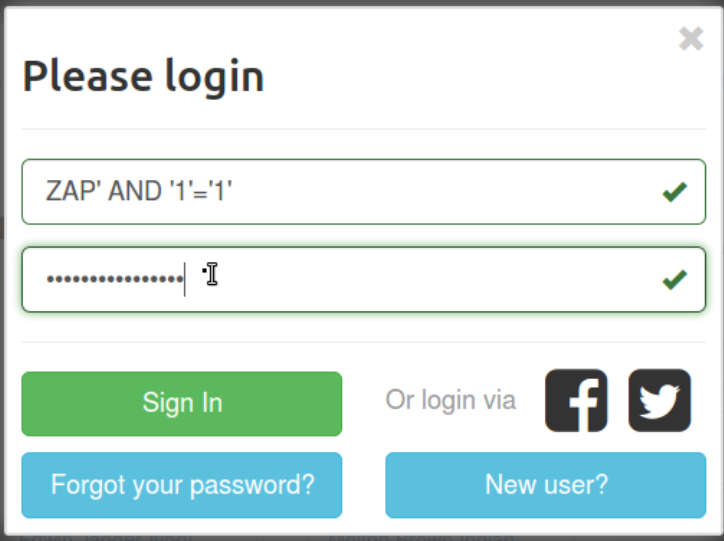 Please login
ZAP' AND '1'='1'
Sign In
Or login via
Forgot your password?
New user?